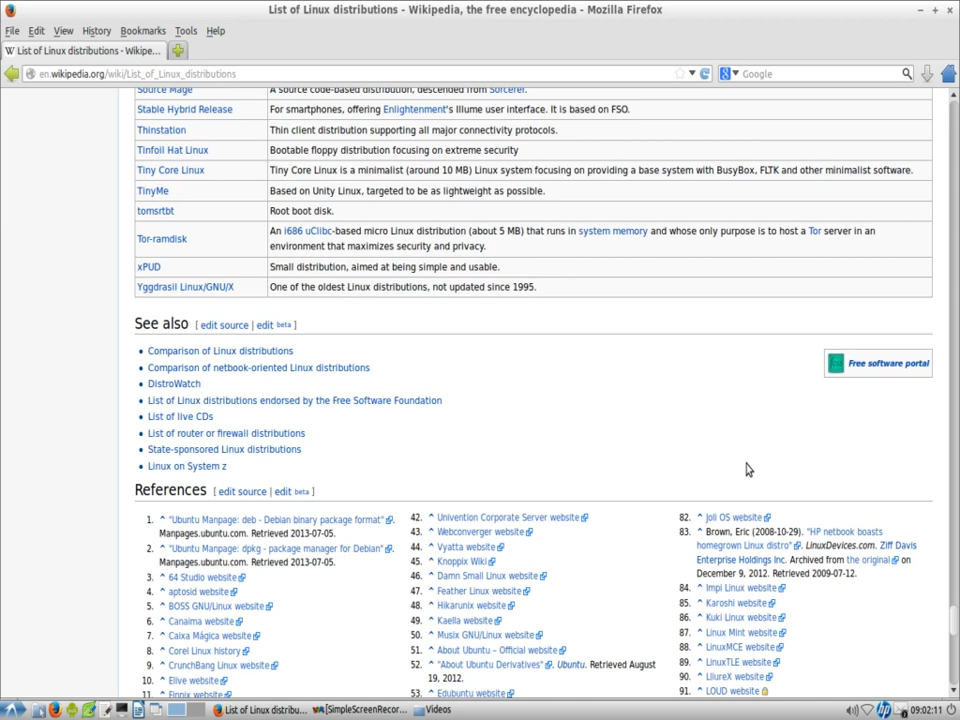 List of Linux distributions - Wikipedia, the free encyclopedia - Mozilla Firefox
File Edit View History Bookmarks Tools Help
W List of Linux distributions - Wikipe...
en.wikipedia.org/wiki/List_of_Linux_distributions
Google
Source Mage A source code-based distribution, descended from Sorcerer.
Stable Hybrid Release For smartphones, offering Enlightenment's Illume user interface. It is based on FSO.
Thinstation Thin client distribution supporting all major connectivity protocols.
Tinfoil Hat Linux Bootable floppy distribution focusing on extreme security
Tiny Core Linux Tiny Core Linux is a minimalist (around 10 MB) Linux system focusing on providing a base system with BusyBox, FLTK and other minimalist software.
TinyMe Based on Unity Linux, targeted to be as lightweight as possible.
tomsrtbt Root boot disk.
Tor-ramdisk An i686 uClibc-based micro Linux distribution (about 5 MB) that runs in system memory and whose only purpose is to host a Tor server in an
environment that maximizes security and privacy.
xPUD Small distribution, aimed at being simple and usable.
Yggdrasil Linux/GNU/X One of the oldest Linux distributions, not updated since 1995.
See also [ edit source | edit beta ]
• Comparison of Linux distributions
• Comparison of netbook-oriented Linux distributions
• DistroWatch
• List of Linux distributions endorsed by the Free Software Foundation
• List of live CDs
• List of router or firewall distributions
• State-sponsored Linux distributions
• Linux on System z
Free software portal
References [ edit source | edit beta ]
1. ^ "Ubuntu Manpage: deb - Debian binary package format".
Manpages.ubuntu.com. Retrieved 2013-07-05.
2. ^ "Ubuntu Manpage: dpkg - package manager for Debian".
Manpages.ubuntu.com. Retrieved 2013-07-05.
3. ^ 64 Studio website
4. ^ aptosid website
5. ^ BOSS GNU/Linux website
6. ^ Canaima website
7. ^ Caixa Mágica website
8. ^ Corel Linux history
9. ^ CrunchBang Linux website
10. ^ Elive website
11. ^ Finnix website
42. ^ Univention Corporate Server website
43. ^ Webconverger website
44. ^ Vyatta website
45. ^ Knoppix Wiki
46. ^ Damn Small Linux website
47. ^ Feather Linux website
48. ^ Hikarunix website
49. ^ Kaella website
50. ^ Musix GNU/Linux website
51. ^ About Ubuntu – Official website
52. ^ "About Ubuntu Derivatives". Ubuntu. Retrieved August
19, 2012.
53. ^ Edubuntu website
82. ^ Joli OS website
83. ^ Brown, Eric (2008-10-29). "HP netbook boasts
homegrown Linux distro". LinuxDevices.com. Ziff Davis
Enterprise Holdings Inc. Archived from the original on
December 9, 2012. Retrieved 2009-07-12.
84. ^ Impi Linux website
85. ^ Karoshi website
86. ^ Kuki Linux website
87. ^ Linux Mint website
88. ^ LinuxMCE website
89. ^ LinuxTLE website
90. ^ LliureX website
91. ^ LOUD website
List of Linux distribu... [SimpleScreenRecor... Videos
hp
09:02:11